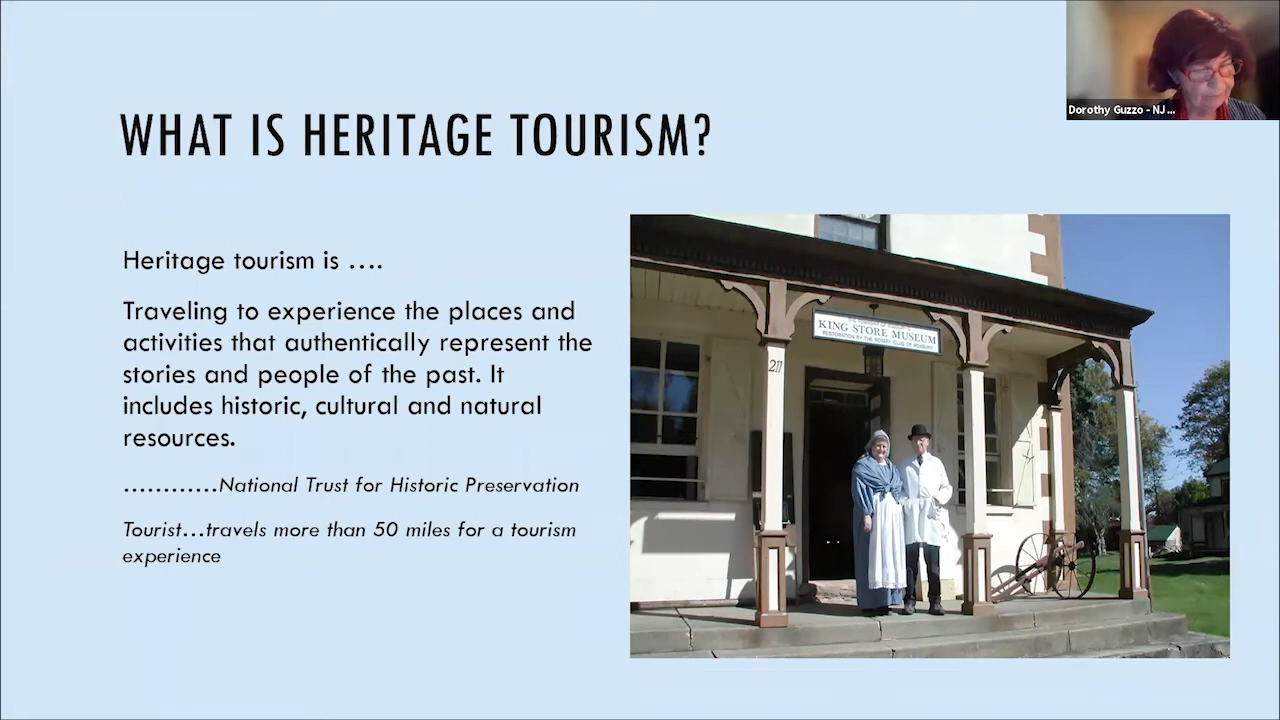 Dorothy Guzzo - NJ...
WHAT IS HERITAGE TOURISM?
Heritage tourism is ....
Traveling to experience the places and
activities that authentically represent the
stories and people of the past. It
includes historic, cultural and natural
resources.
............National Trust for Historic Preservation
Tourist...travels more than 50 miles for a tourism
experience
KING STORE MUSEUM
RESTORATION BY THE ROTARY CLUB OF ROXBURY
211